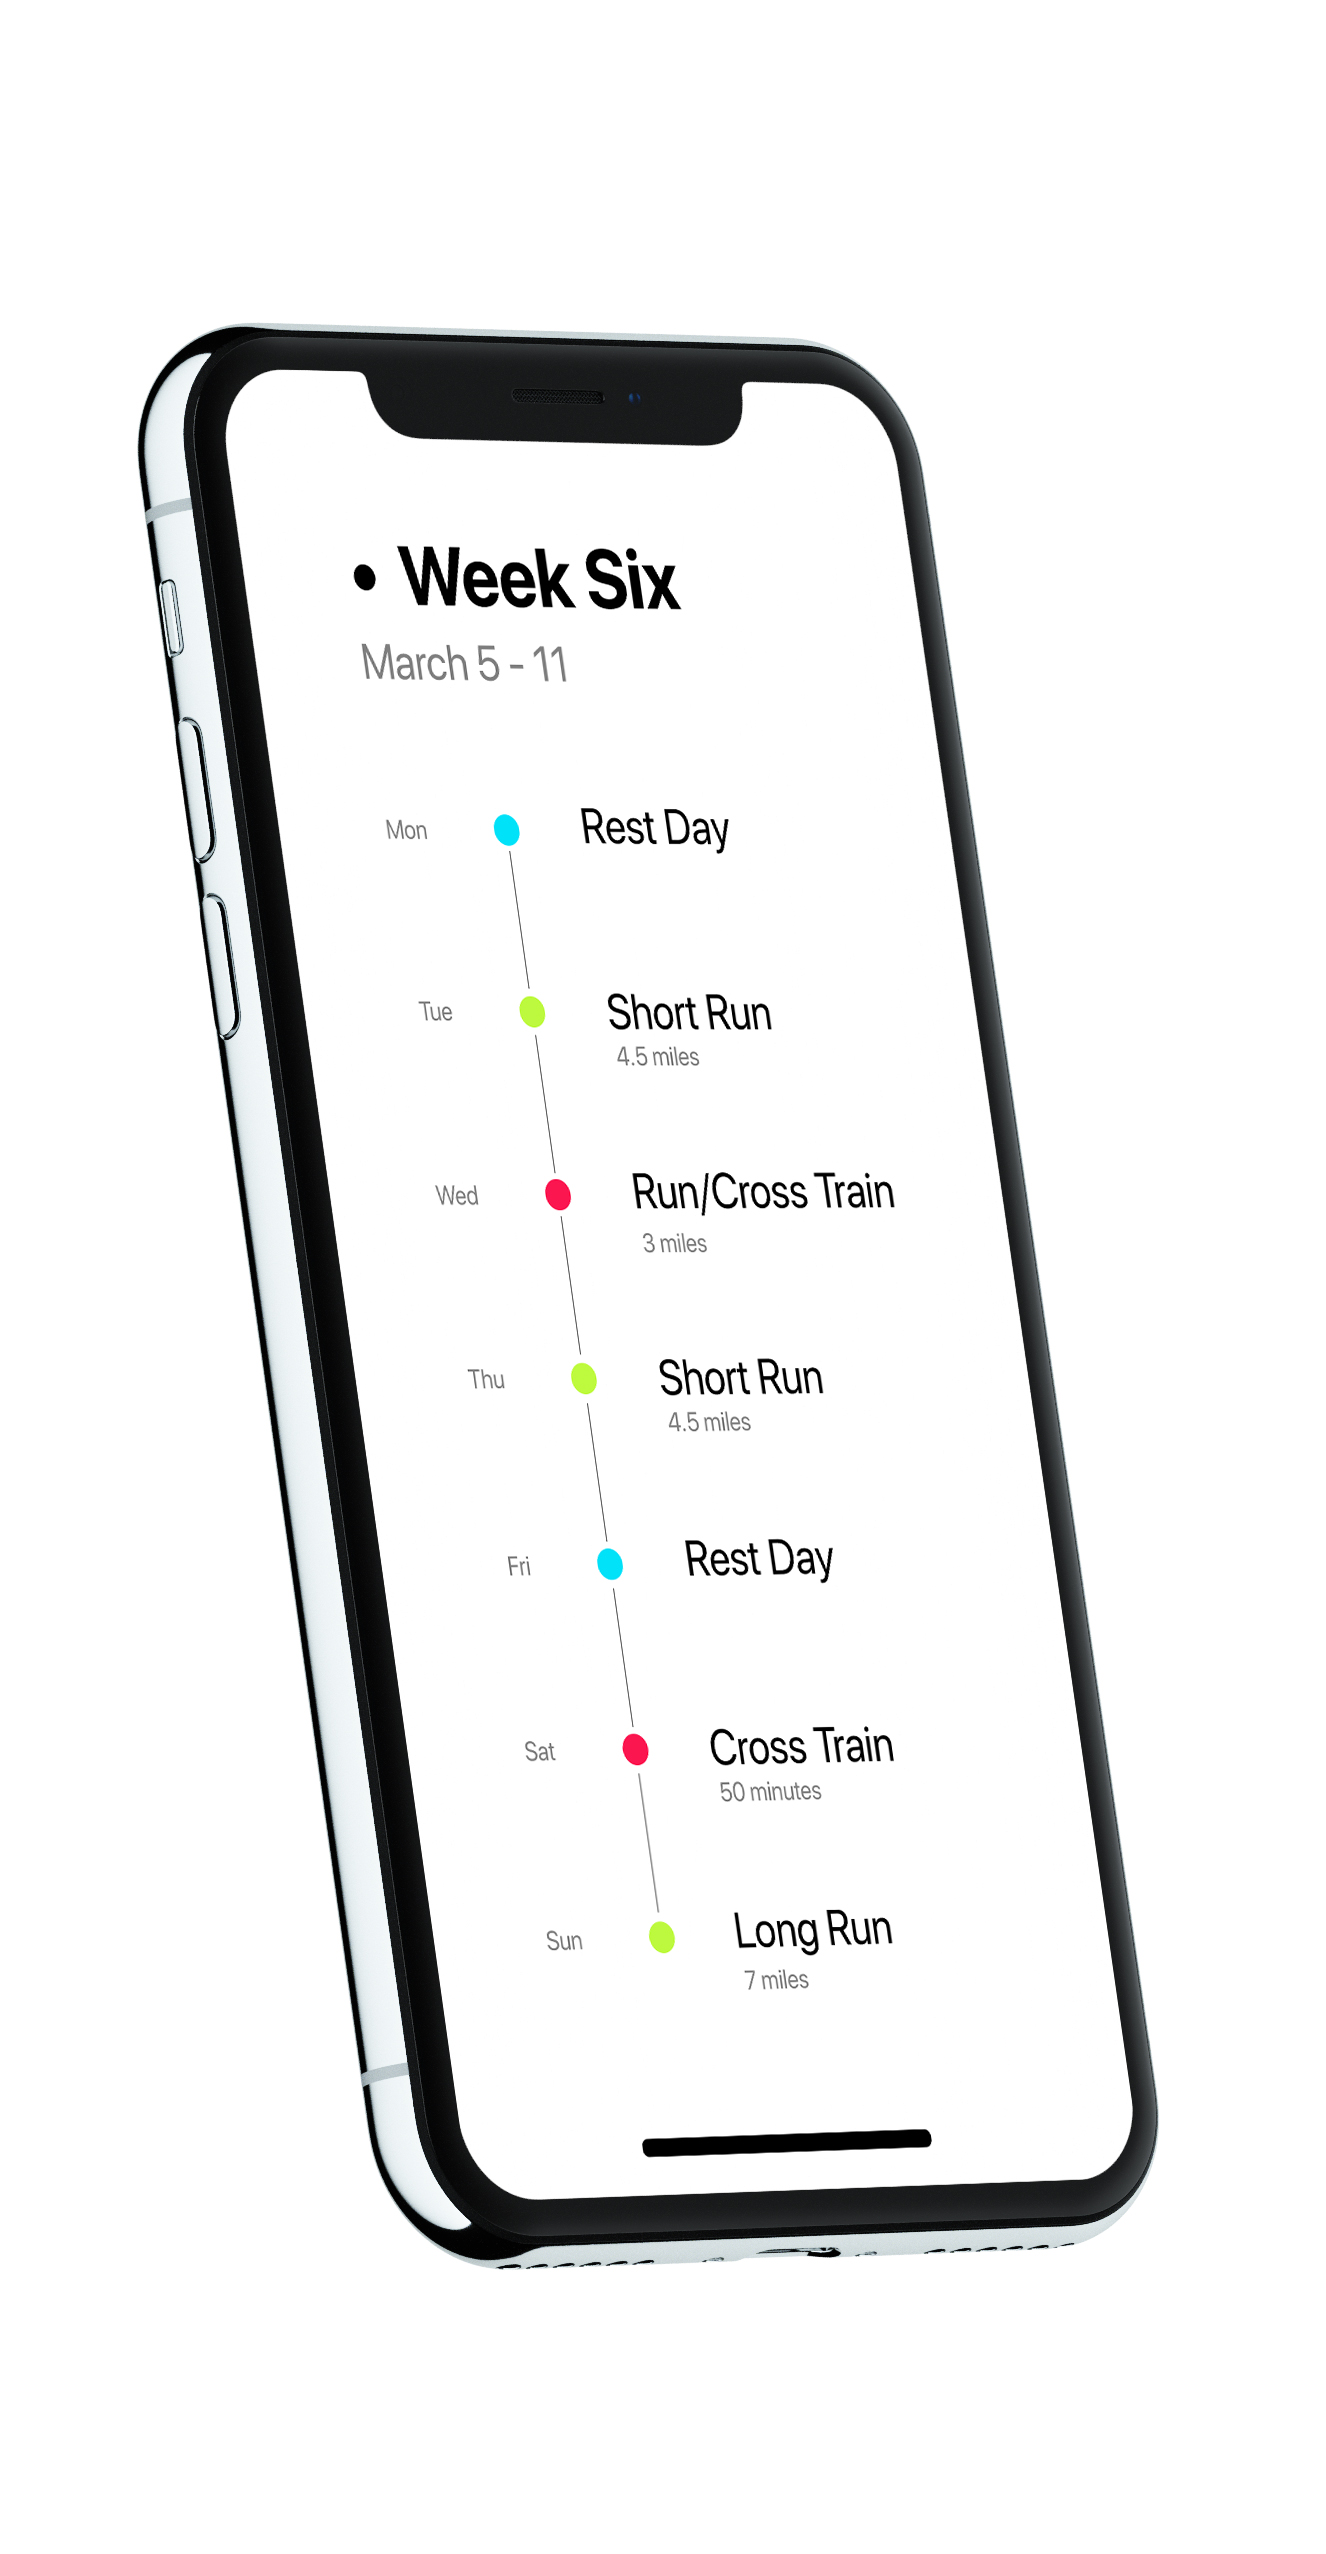 • Week Six
March 5 - 11
Mon Rest Day
Tue Short Run
4.5 miles
Wed Run/Cross Train
3 miles
Thu Short Run
4.5 miles
Fri Rest Day
Sat Cross Train
50 minutes
Sun Long Run
7 miles